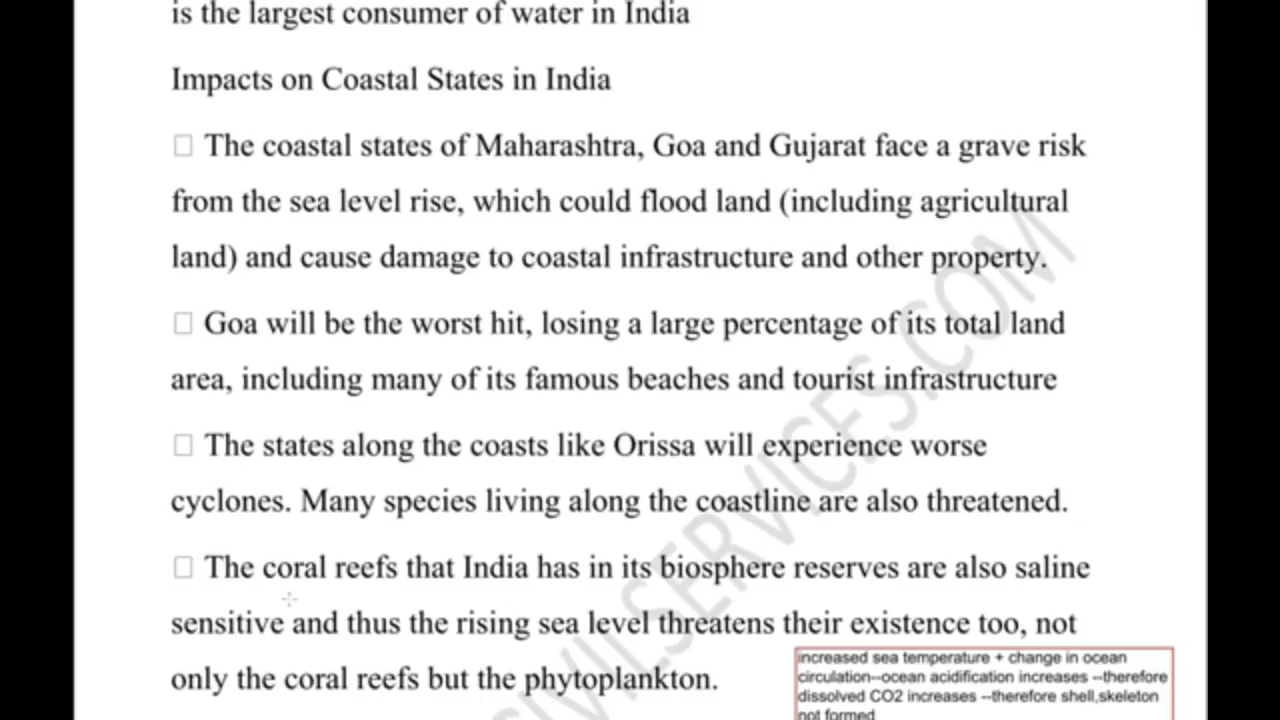 is the largest consumer of water in India
Impacts on Coastal States in India
□ The coastal states of Maharashtra, Goa and Gujarat face a grave risk
from the sea level rise, which could flood land (including agricultural
land) and cause damage to coastal infrastructure and other property.
□ Goa will be the worst hit, losing a large percentage of its total land
area, including many of its famous beaches and tourist infrastructure
□ The states along the coasts like Orissa will experience worse
cyclones. Many species living along the coastline are also threatened.
□ The coral reefs that India has in its biosphere reserves are also saline
sensitive and thus the rising sea level threatens their existence too, not
only the coral reefs but the phytoplankton.
increased sea temperature + change in ocean
circulation--ocean acidification increases --therefore
dissolved CO2 increases --therefore shell,skeleton
not formed
CIVILSERVICES.COM